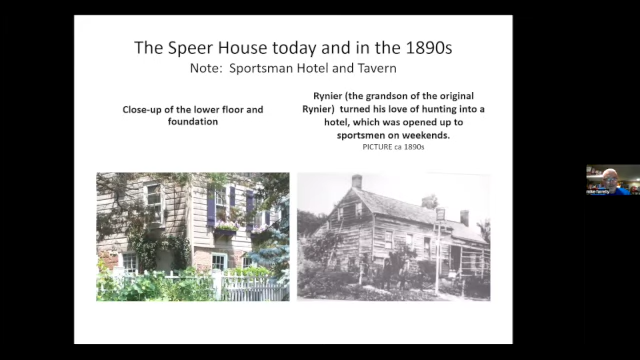 The Speer House today and in the 1890s
Note: Sportsman Hotel and Tavern
Close-up of the lower floor and
foundation
Rynier (the grandson of the original
Rynier) turned his love of hunting into a
hotel, which was opened up to
sportsmen on weekends.
PICTURE ca 1890s